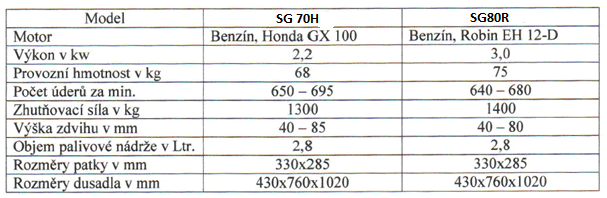 Model SG 70H SG80R
Motor Benzín, Honda GX 100 Benzín, Robin EH 12-D
Výkon v kw 2,2 3,0
Provozní hmotnost v kg 68 75
Počet úderů za min. 650 – 695 640 – 680
Zhutňovací síla v kg 1300 1400
Výška zdvihu v mm 40 – 85 40 – 80
Objem palivové nádrže v Ltr. 2,8 2,8
Rozměry patky v mm 330x285 330x285
Rozměry dusadla v mm 430x760x1020 430x760x1020